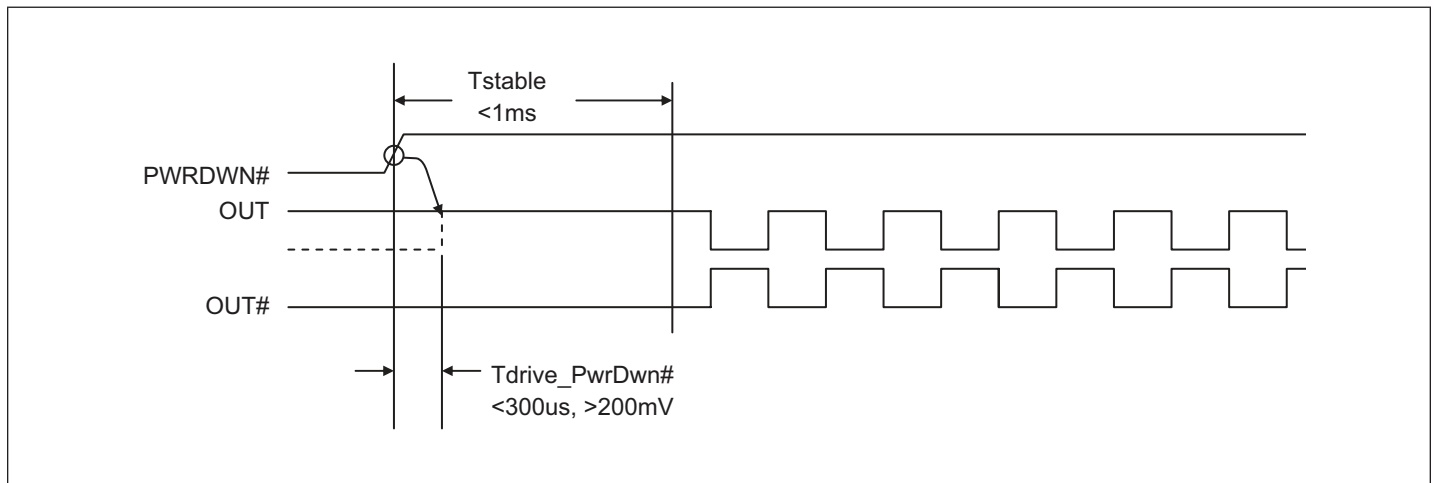 Tstable
<1ms
PWRDWN#
OUT
OUT#
Tdrive_PwrDwn#
<300us, >200mV